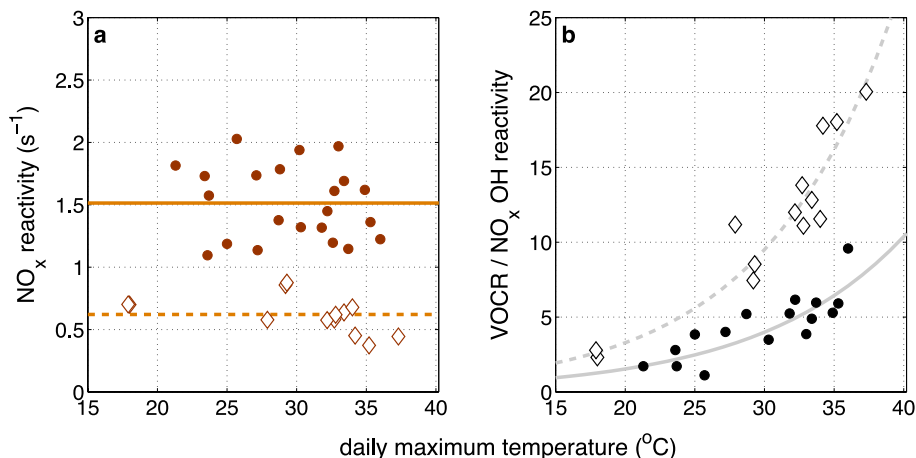 a
NOx reactivity (s−1)
3
2.5
2
1.5
1
0.5
0
15 20 25 30 35 40
b
VOCR / NOx OH reactivity
25
20
15
10
5
0
15 20 25 30 35 40
daily maximum temperature (oC)